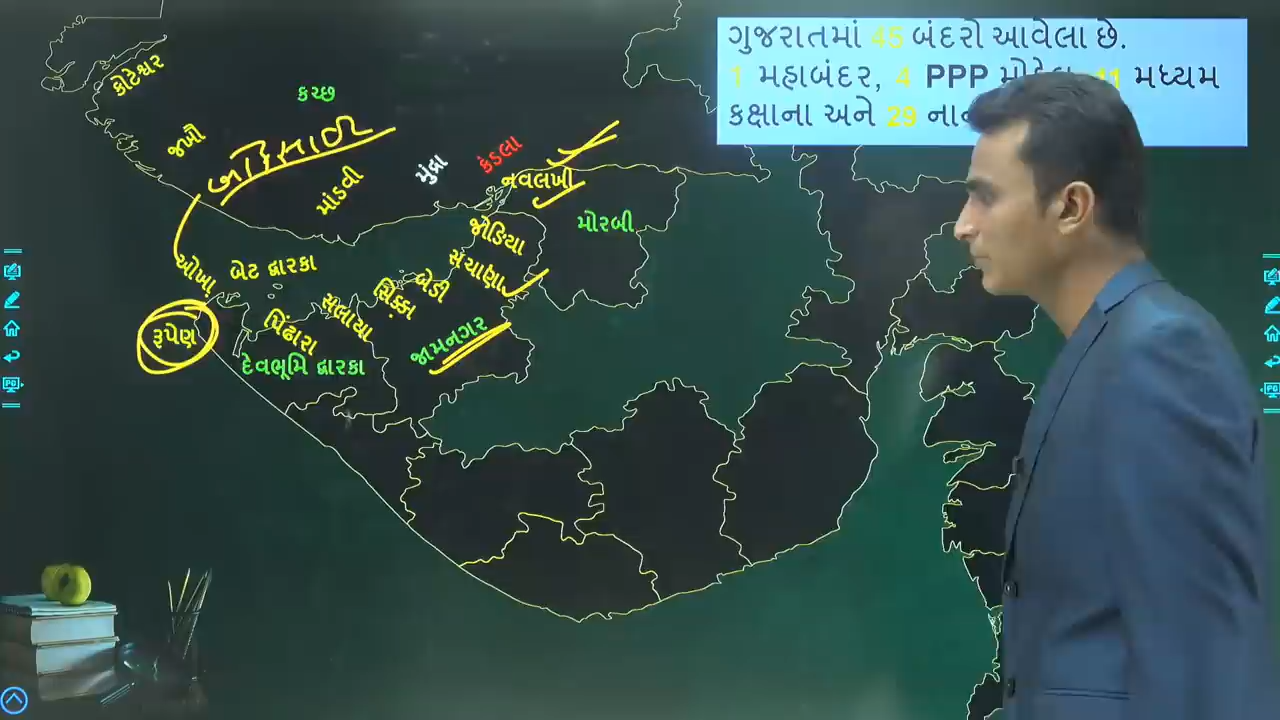 ગુજરાતમાં 45 બંદરો આવેલા છે.
1 મહાબંદર, 4 PPP 11 મધ્યમ
કક્ષાના અને 29
કોટેશ્વર
કચ્છ
જખૌ
માંડવી
મુંદ્રા
કંડલા
નવલખી
મોરબી
જોડિયા
સચાણા
ઓખા
બેટ દ્વારકા
બેડી
સિક્કા
સલાયા
પિંઢારા
રૂપેણ
જામનગર
દેવભૂમિ દ્વારકા